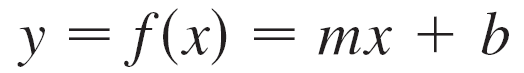 y = f(x) = mx + b